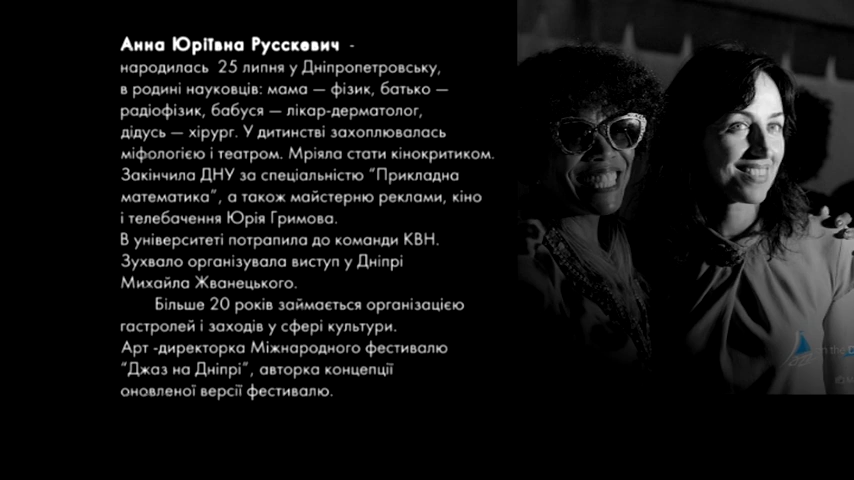 Анна Юріївна Русскевич -
народилась 25 липня у Дніпропетровську,
в родині науковців: мама — фізик, батько —
радіофізик, бабуся — лікар-дерматолог,
дідусь — хірург. У дитинстві захоплювалась
міфологією і театром. Мріяла стати кінокритиком.
Закінчила ДНУ за спеціальністю "Прикладна
математика", а також майстерню реклами, кіно
і телебачення Юрія Гримова.
В університеті потрапила до команди КВН.
Зухвало організувала виступ у Дніпрі
Михайла Жванецького.
Більше 20 років займається організацією
гастролей і заходів у сфері культури.
Арт -директорка Міжнародного фестивалю
"Джаз на Дніпрі", авторка концепції
оновленої версії фестивалю.
on the